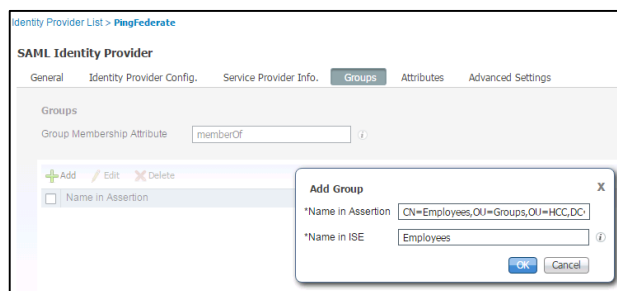 Identity Provider List > PingFederate
SAML Identity Provider
General Identity Provider Config. Service Provider Info. Groups Attributes Advanced Settings
Groups
Group Membership Attribute memberOf
Add Edit Delete
Name in Assertion
Add Group X
*Name in Assertion CN=Employees,OU=Groups,OU=HCC,DC=
*Name in ISE Employees
OK Cancel